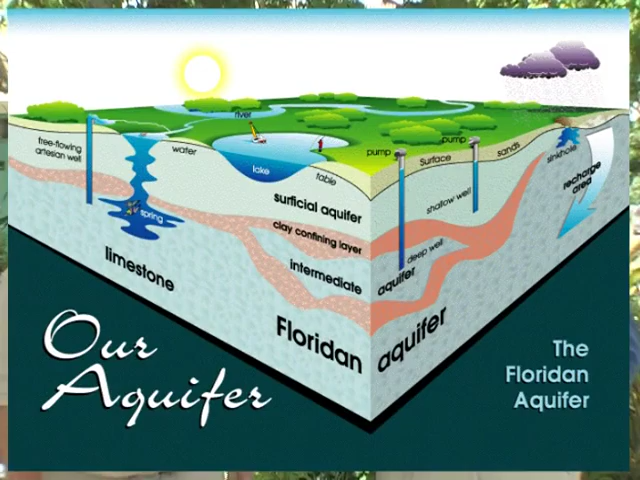 river
free-flowing
artesian well
water
lake
table
pump
pump
Surface
sands
sinkhole
recharge
area
shallow well
spring
surficial aquifer
clay confining layer
deep well
intermediate
aquifer
limestone
Floridan
aquifer
Our
Aquifer
The
Floridan
Aquifer